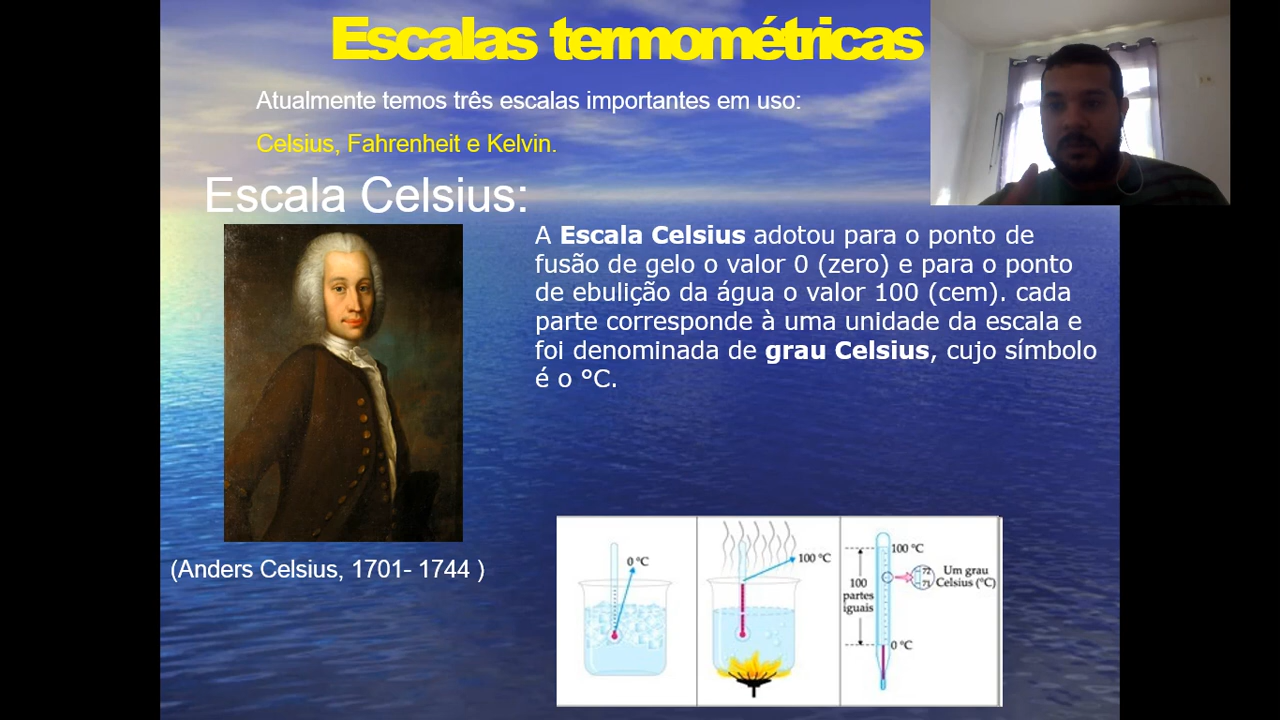 Escalas termométricas
Atualmente temos três escalas importantes em uso:
Celsius, Fahrenheit e Kelvin.
Escala Celsius:
A Escala Celsius adotou para o ponto de
fusão de gelo o valor 0 (zero) e para o ponto
de ebulição da água o valor 100 (cem). cada
parte corresponde à uma unidade da escala e
foi denominada de grau Celsius, cujo símbolo
é o °C.
(Anders Celsius, 1701- 1744 )
0 °C
100 °C
100 °C
100
partes
iguais
72
71
Um grau
Celsius (°C)
0 °C